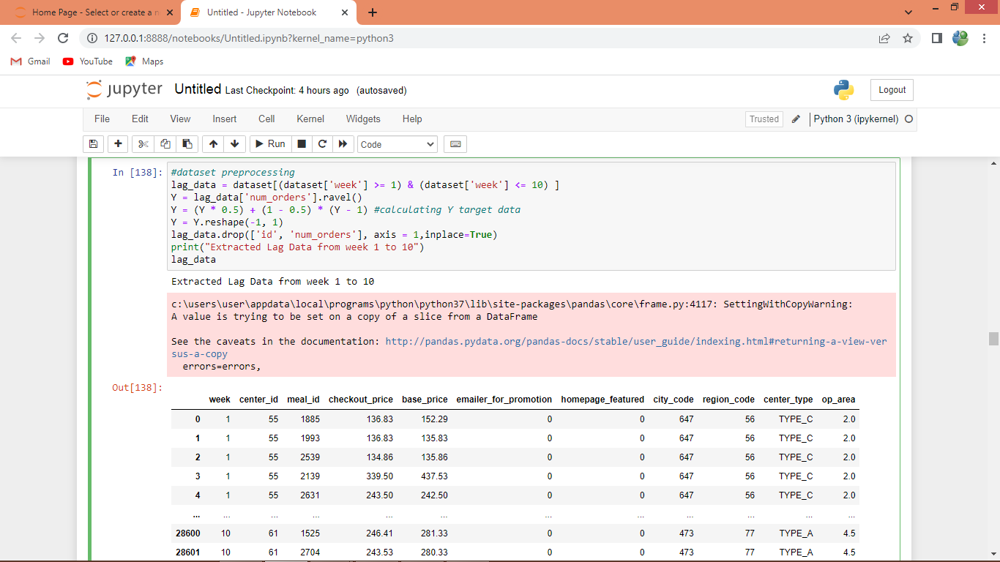 Home Page - Select or create a n
Untitled - Jupyter Notebook
127.0.0.1:8888/notebooks/Untitled.ipynb?kernel_name=python3
Gmail YouTube Maps
jupyter Untitled Last Checkpoint: 4 hours ago (autosaved)
Logout
File Edit View Insert Cell Kernel Widgets Help
Trusted Python 3 (ipykernel)
Run Code
In [138]:
#dataset preprocessing
lag_data = dataset[(dataset['week'] >= 1) & (dataset['week'] <= 10) ]
Y = lag_data['num_orders'].ravel()
Y = (Y * 0.5) + (1 - 0.5) * (Y - 1) #calculating Y target data
Y = Y.reshape(-1, 1)
lag_data.drop(['id', 'num_orders'], axis = 1,inplace=True)
print("Extracted Lag Data from week 1 to 10")
lag_data
Extracted Lag Data from week 1 to 10
c:\users\user\appdata\local\programs\python\python37\lib\site-packages\pandas\core\frame.py:4117: SettingWithCopyWarning:
A value is trying to be set on a copy of a slice from a DataFrame
See the caveats in the documentation: http://pandas.pydata.org/pandas-docs/stable/user_guide/indexing.html#returning-a-view-ver
sus-a-copy
errors=errors,
Out[138]:
week center_id meal_id checkout_price base_price emailer_for_promotion homepage_featured city_code region_code center_type op_area
0 1 55 1885 136.83 152.29 0 0 647 56 TYPE_C 2.0
1 1 55 1993 136.83 135.83 0 0 647 56 TYPE_C 2.0
2 1 55 2539 134.86 135.86 0 0 647 56 TYPE_C 2.0
3 1 55 2139 339.50 437.53 0 0 647 56 TYPE_C 2.0
4 1 55 2631 243.50 242.50 0 0 647 56 TYPE_C 2.0
... ... ... ... ... ... ... ... ... ... ... ...
28600 10 61 1525 246.41 281.33 0 0 473 77 TYPE_A 4.5
28601 10 61 2704 243.53 280.33 0 0 473 77 TYPE_A 4.5